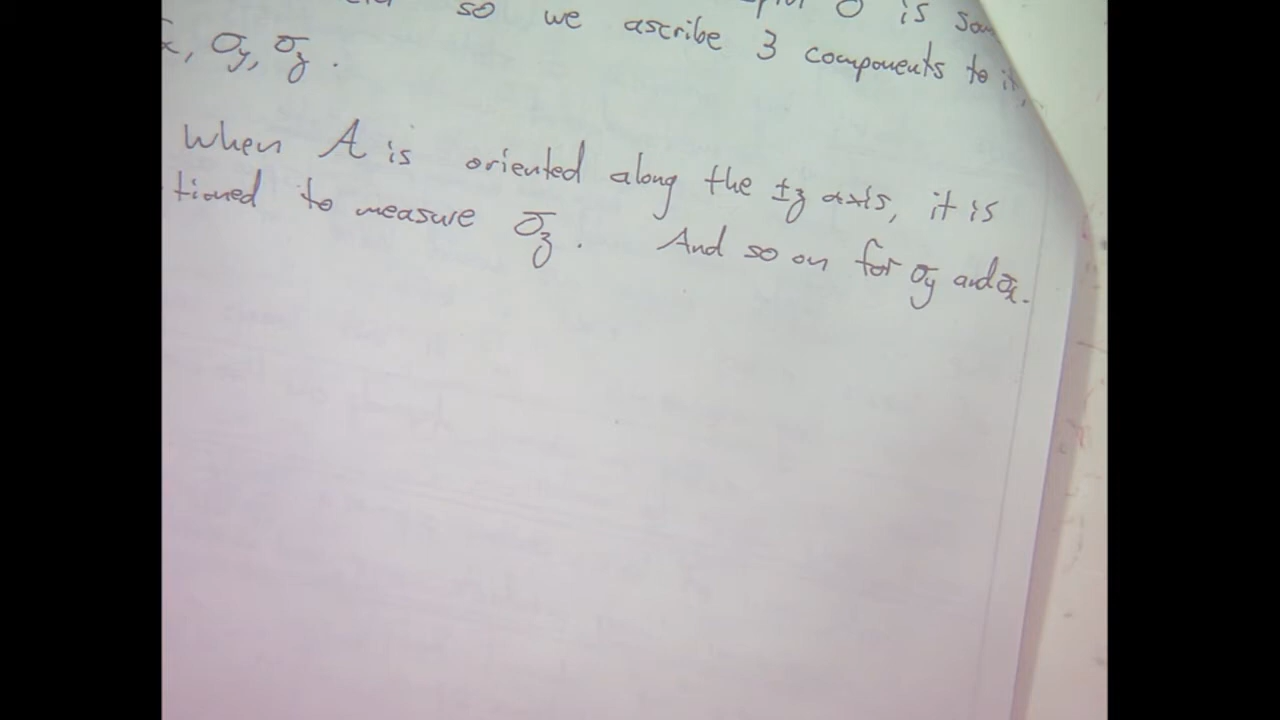 so we ascribe 3 components to it,
σy, σz.
When A is oriented along the ±z axis, it is
tioned to measure σz. And so on for σy and σx.